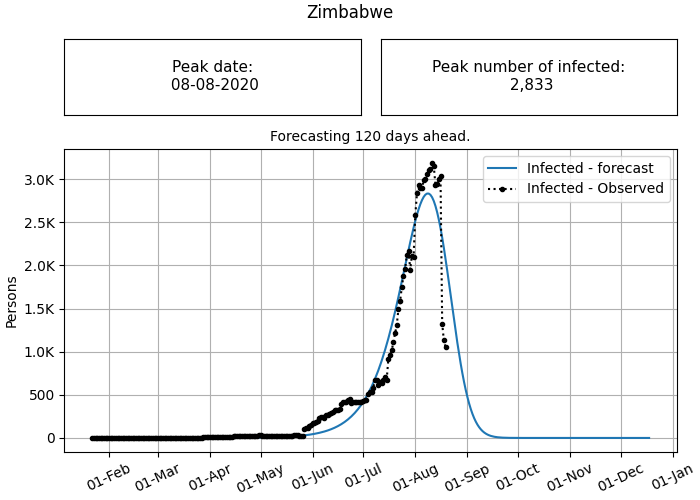 Zimbabwe
Peak date:
08-08-2020
Peak number of infected:
2,833
Forecasting 120 days ahead.
Infected - forecast
Infected - Observed
Persons
3.0K
2.5K
2.0K
1.5K
1.0K
500
0
01-Feb
01-Mar
01-Apr
01-May
01-Jun
01-Jul
01-Aug
01-Sep
01-Oct
01-Nov
01-Dec
01-Jan